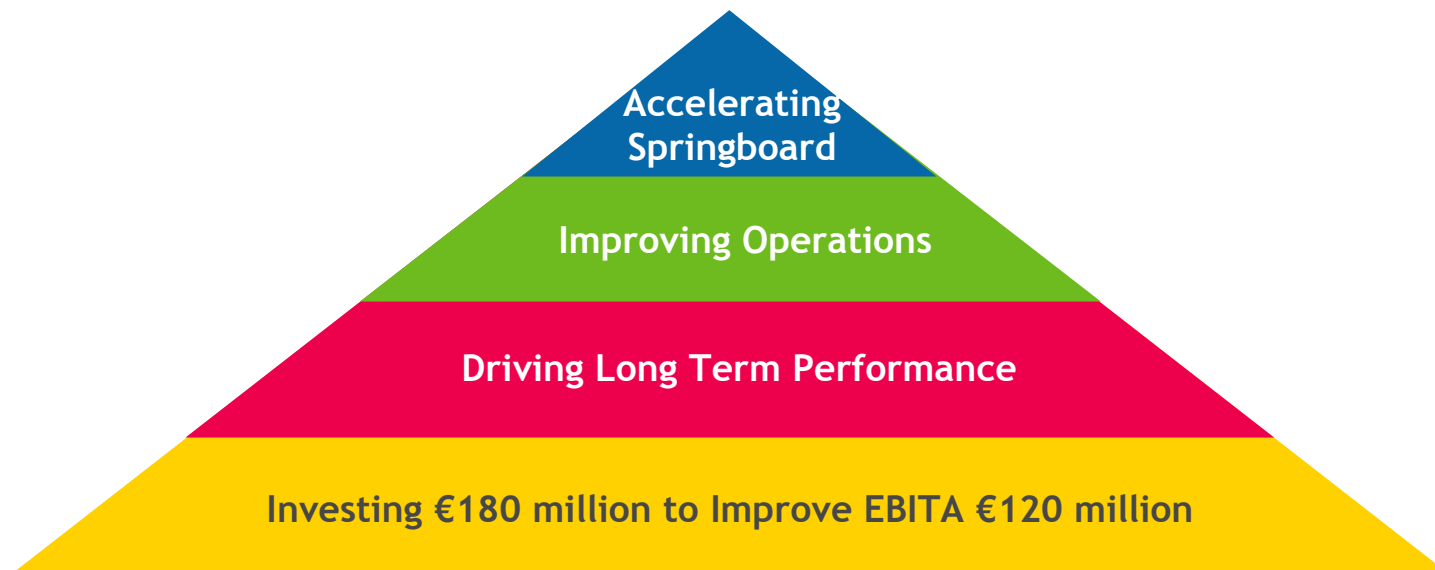 Accelerating
Springboard
Improving Operations
Driving Long Term Performance
Investing €180 million to Improve EBITA €120 million